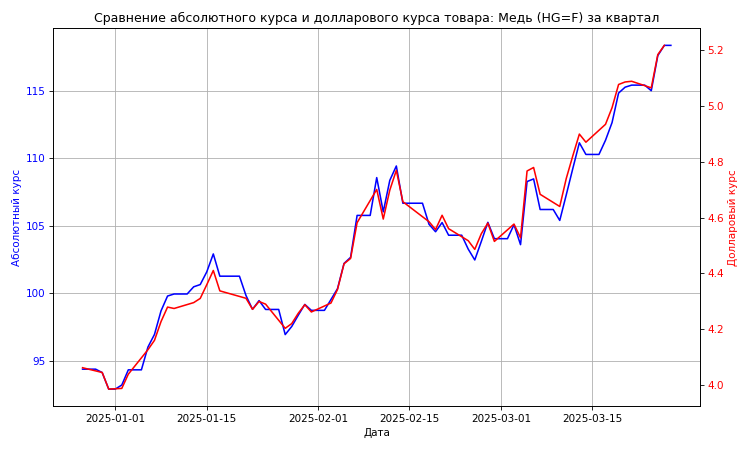 Сравнение абсолютного курса и долларового курса товара: Медь (HG=F) за квартал
Абсолютный курс
115
110
105
100
95
5.2
5.0
4.8
4.6
4.4
4.2
4.0
Долларовый курс
2025-01-01 2025-01-15 2025-02-01 2025-02-15 2025-03-01 2025-03-15
Дата